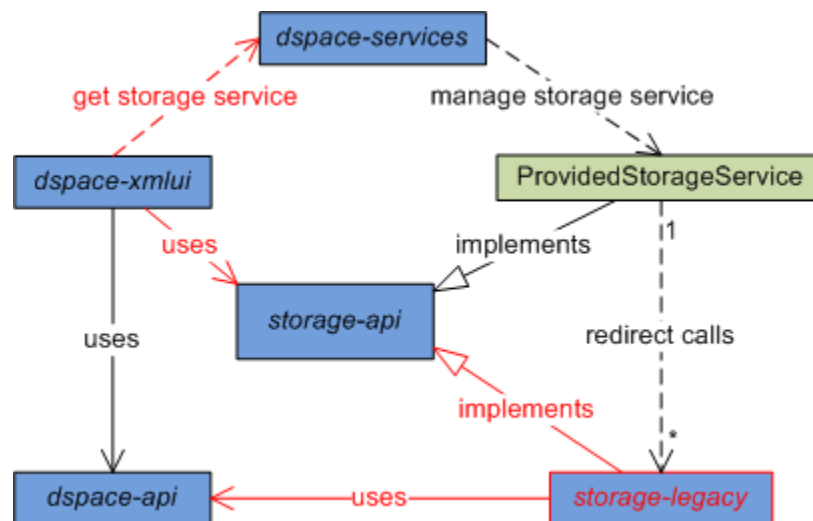 dspace-services
get storage service
manage storage service
dspace-xmlui
ProvidedStorageService
uses
implements
1
storage-api
uses
redirect calls
implements
*
dspace-api
uses
storage-legacy